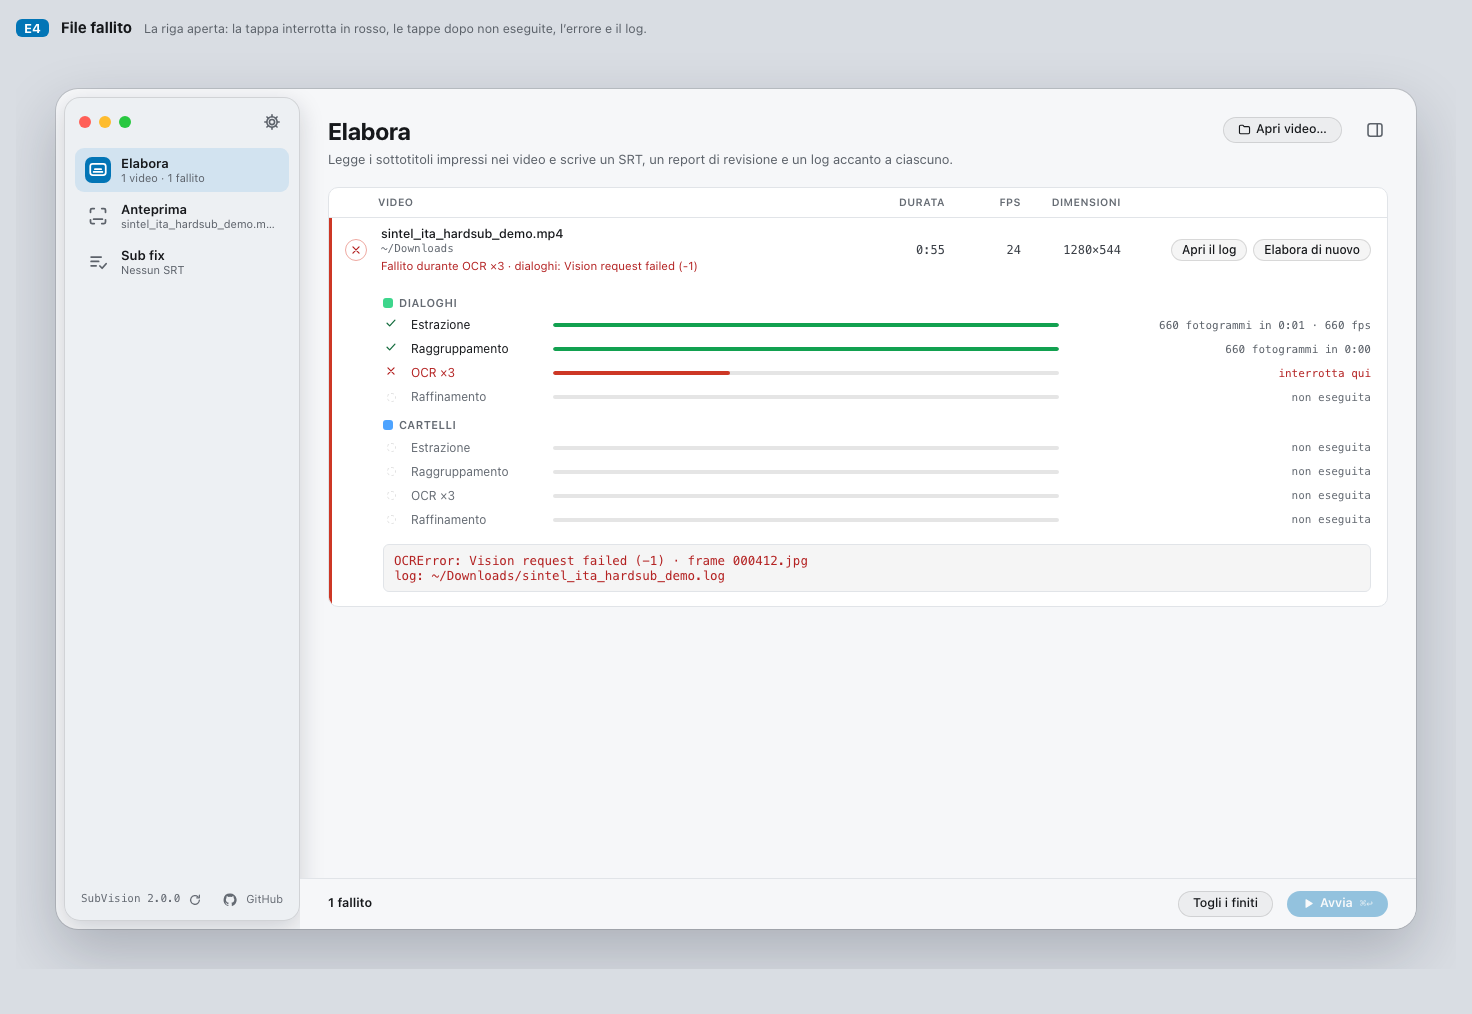 E4 File fallito La riga aperta: la tappa interrotta in rosso, le tappe dopo non eseguite, l'errore e il log.
Elabora
1 video · 1 fallito
Anteprima
sintel_ita_hardsub_demo.m...
Sub fix
Nessun SRT
SubVision 2.0.0 GitHub
Elabora
Apri video...
Legge i sottotitoli impressi nei video e scrive un SRT, un report di revisione e un log accanto a ciascuno.
VIDEO DURATA FPS DIMENSIONI
sintel_ita_hardsub_demo.mp4
~/Downloads
Fallito durante OCR ×3 · dialoghi: Vision request failed (-1)
0:55 24 1280×544 Apri il log Elabora di nuovo
DIALOGHI
Estrazione 660 fotogrammi in 0:01 · 660 fps
Raggruppamento 660 fotogrammi in 0:00
OCR ×3 interrotta qui
Raffinamento non eseguita
CARTELLI
Estrazione non eseguita
Raggruppamento non eseguita
OCR ×3 non eseguita
Raffinamento non eseguita
OCRError: Vision request failed (−1) · frame 000412.jpg
log: ~/Downloads/sintel_ita_hardsub_demo.log
1 fallito Togli i finiti Avvia ⌘↩